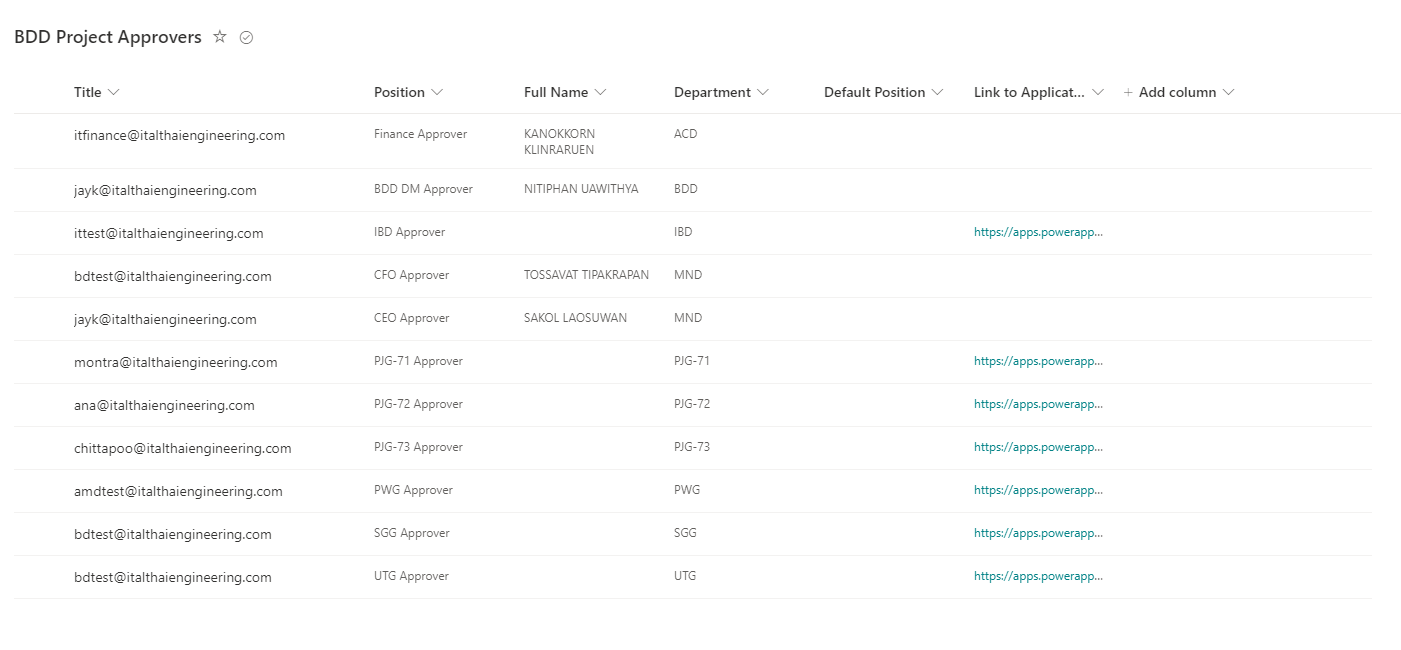 BDD Project Approvers
Title Position Full Name Department Default Position Link to Applicat... + Add column
itfinance@italthaiengineering.com Finance Approver KANOKKORN KLINRARUEN ACD
jayk@italthaiengineering.com BDD DM Approver NITIPHAN UAWITHYA BDD
ittest@italthaiengineering.com IBD Approver IBD https://apps.powerapp...
bdtest@italthaiengineering.com CFO Approver TOSSAVAT TIPAKRAPAN MND
jayk@italthaiengineering.com CEO Approver SAKOL LAOSUWAN MND
montra@italthaiengineering.com PJG-71 Approver PJG-71 https://apps.powerapp...
ana@italthaiengineering.com PJG-72 Approver PJG-72 https://apps.powerapp...
chittapoo@italthaiengineering.com PJG-73 Approver PJG-73 https://apps.powerapp...
amdtest@italthaiengineering.com PWG Approver PWG https://apps.powerapp...
bdtest@italthaiengineering.com SGG Approver SGG https://apps.powerapp...
bdtest@italthaiengineering.com UTG Approver UTG https://apps.powerapp...